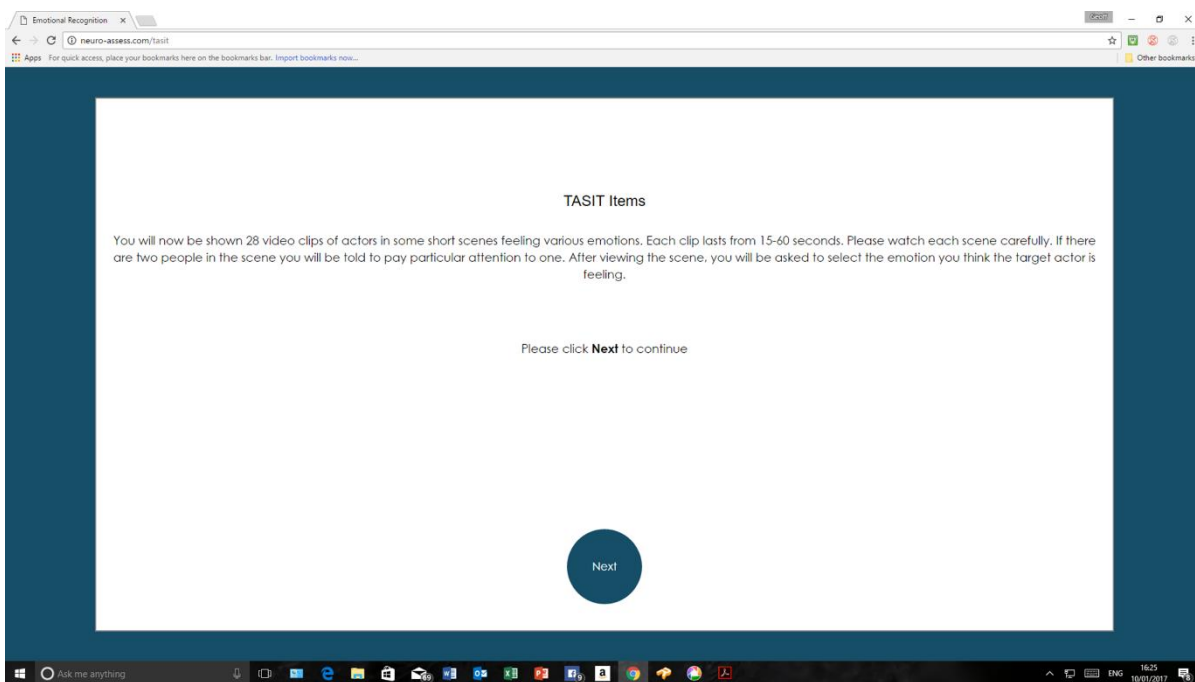 Emotional Recognition
neuro-assess.com/tasit
Apps For quick access, place your bookmarks here on the bookmarks bar. Import bookmarks now...
Other bookmarks
TASIT Items
You will now be shown 28 video clips of actors in some short scenes feeling various emotions. Each clip lasts from 15-60 seconds. Please watch each scene carefully. If there
are two people in the scene you will be told to pay particular attention to one. After viewing the scene, you will be asked to select the emotion you think the target actor is
feeling.
Please click Next to continue
Next
Ask me anything
ENG
16:25
10/01/2017